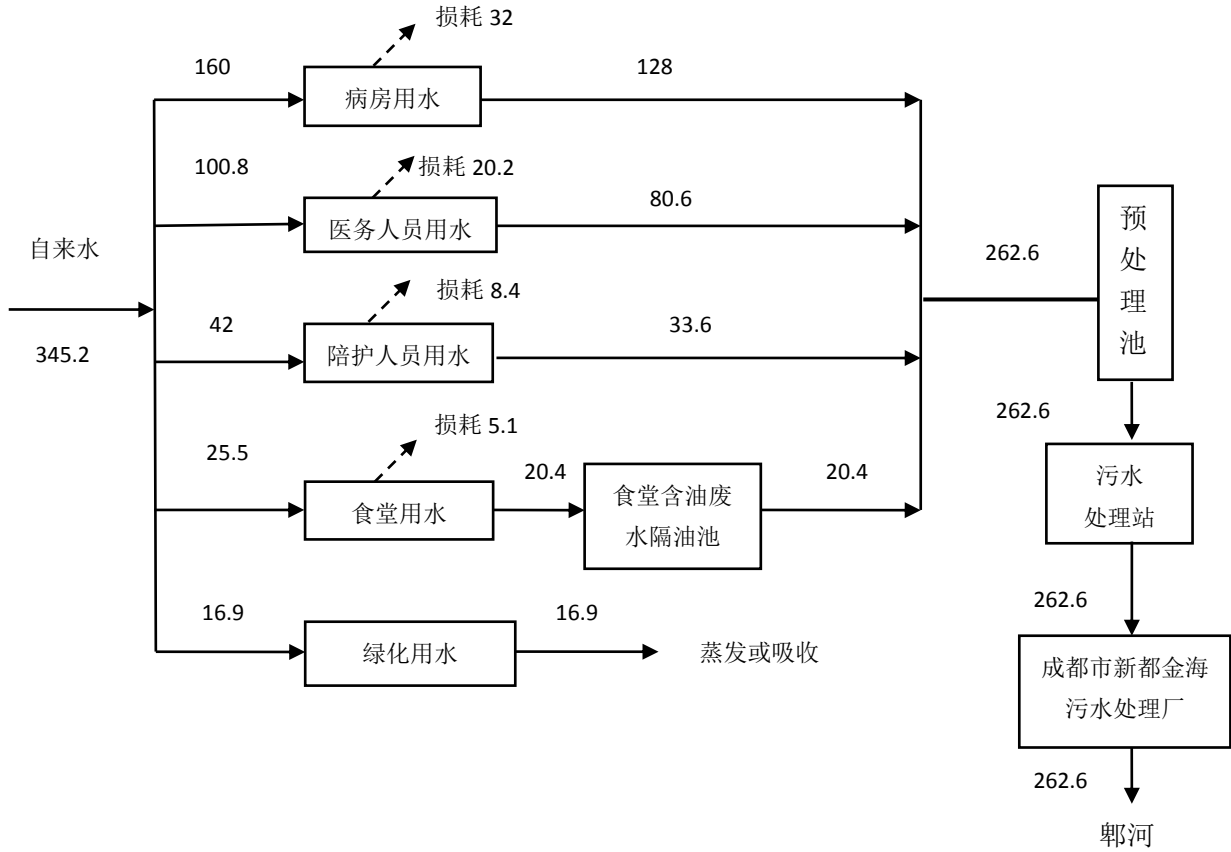 损耗 32
160
128
病房用水
100.8
损耗 20.2
80.6
医务人员用水
自来水
345.2
262.6
预处理池
损耗 8.4
42
33.6
陪护人员用水
262.6
损耗 5.1
25.5
20.4
20.4
食堂用水
食堂含油废
水隔油池
污水
处理站
262.6
16.9
16.9
绿化用水
蒸发或吸收
成都市新都金海
污水处理厂
262.6
郫河